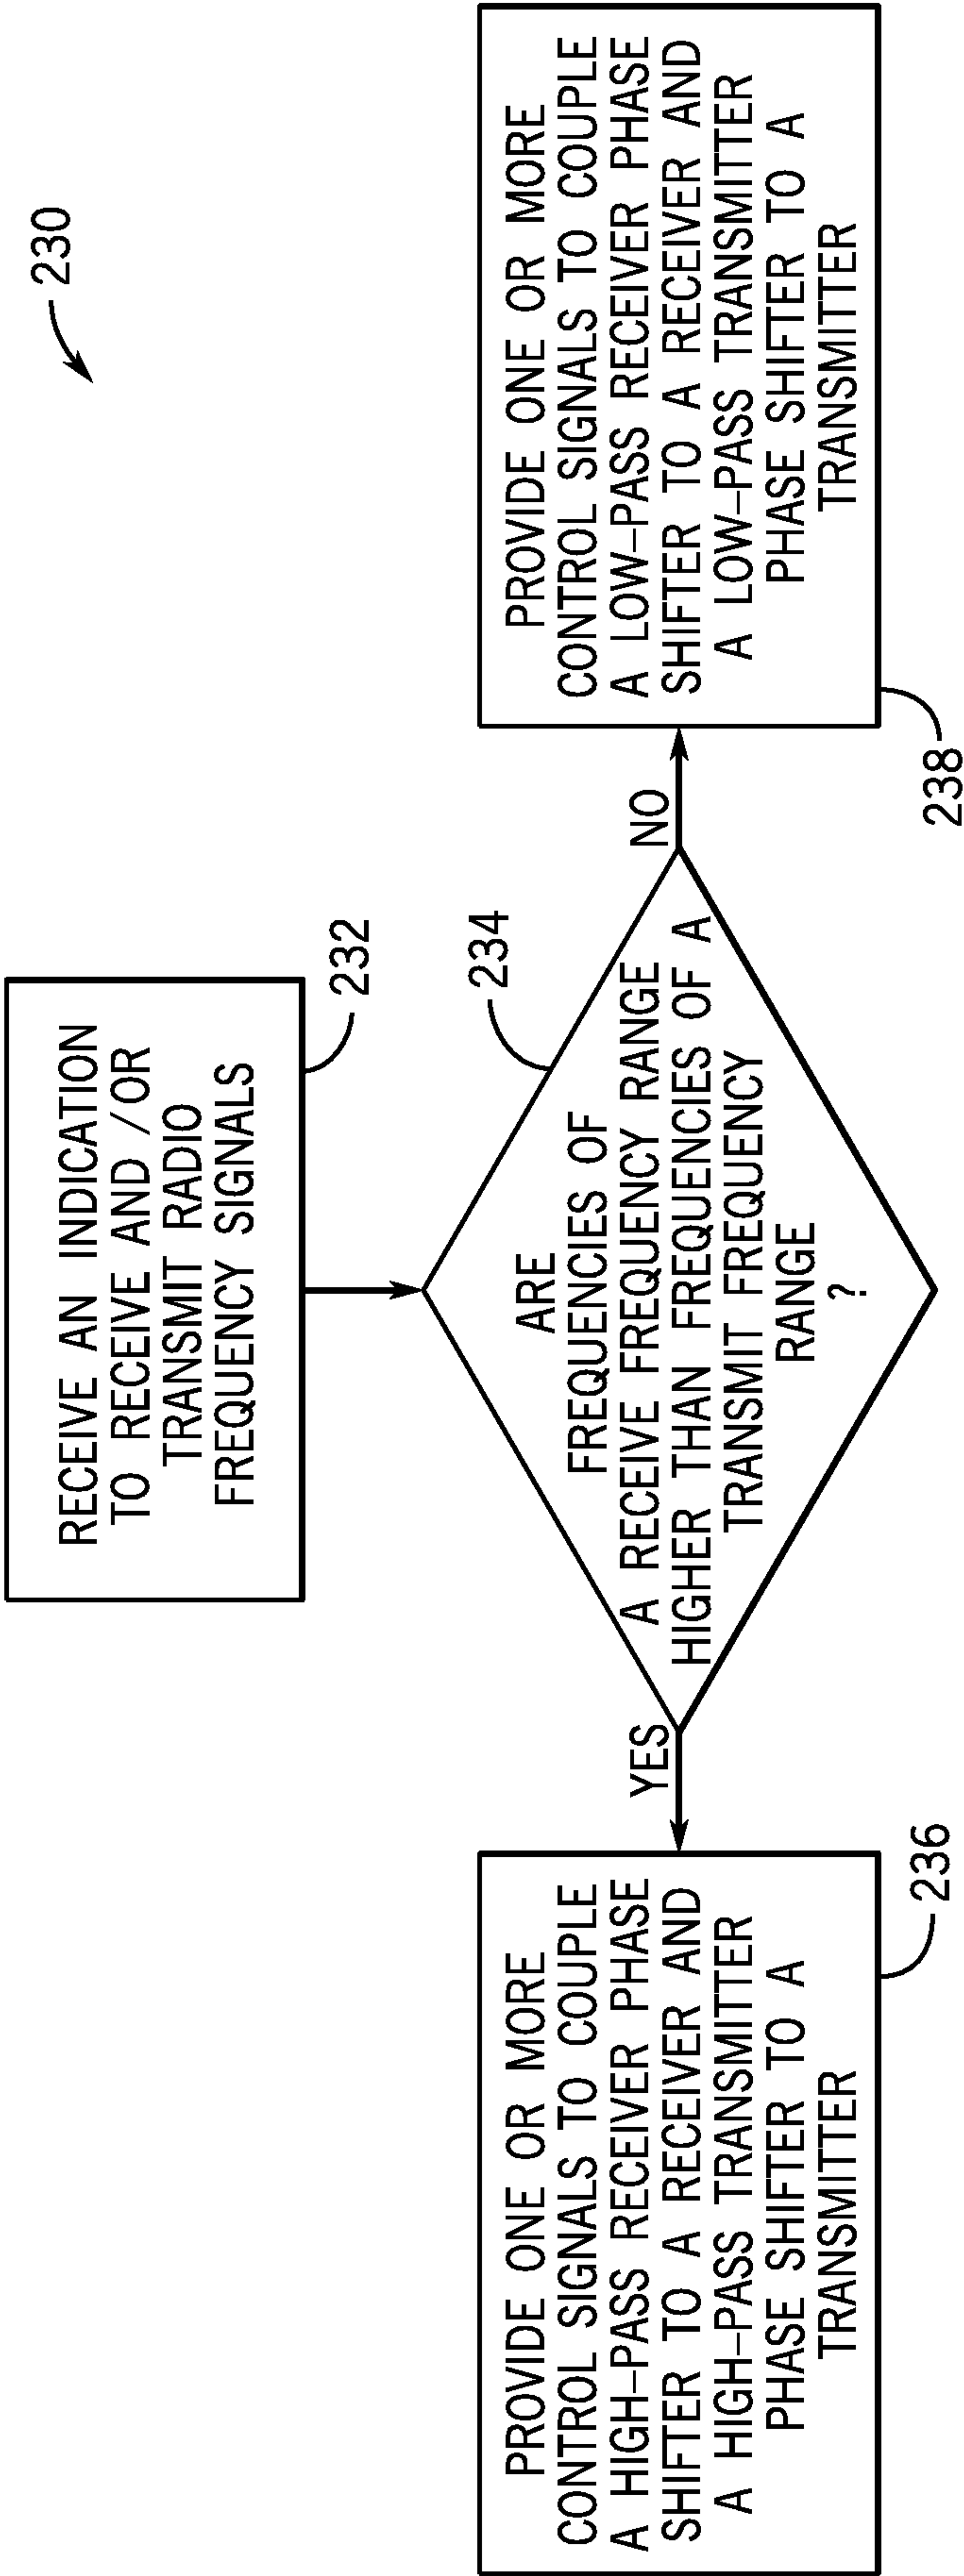 230
RECEIVE AN INDICATION
TO RECEIVE AND /OR
TRANSMIT RADIO
FREQUENCY SIGNALS
232
234
ARE
FREQUENCIES OF
A RECEIVE FREQUENCY RANGE
HIGHER THAN FREQUENCIES OF A
TRANSMIT FREQUENCY
RANGE
?
YES
NO
PROVIDE ONE OR MORE
CONTROL SIGNALS TO COUPLE
A HIGH-PASS RECEIVER PHASE
SHIFTER TO A RECEIVER AND
A HIGH-PASS TRANSMITTER
PHASE SHIFTER TO A
TRANSMITTER
236
PROVIDE ONE OR MORE
CONTROL SIGNALS TO COUPLE
A LOW-PASS RECEIVER PHASE
SHIFTER TO A RECEIVER AND
A LOW-PASS TRANSMITTER
PHASE SHIFTER TO A
TRANSMITTER
238